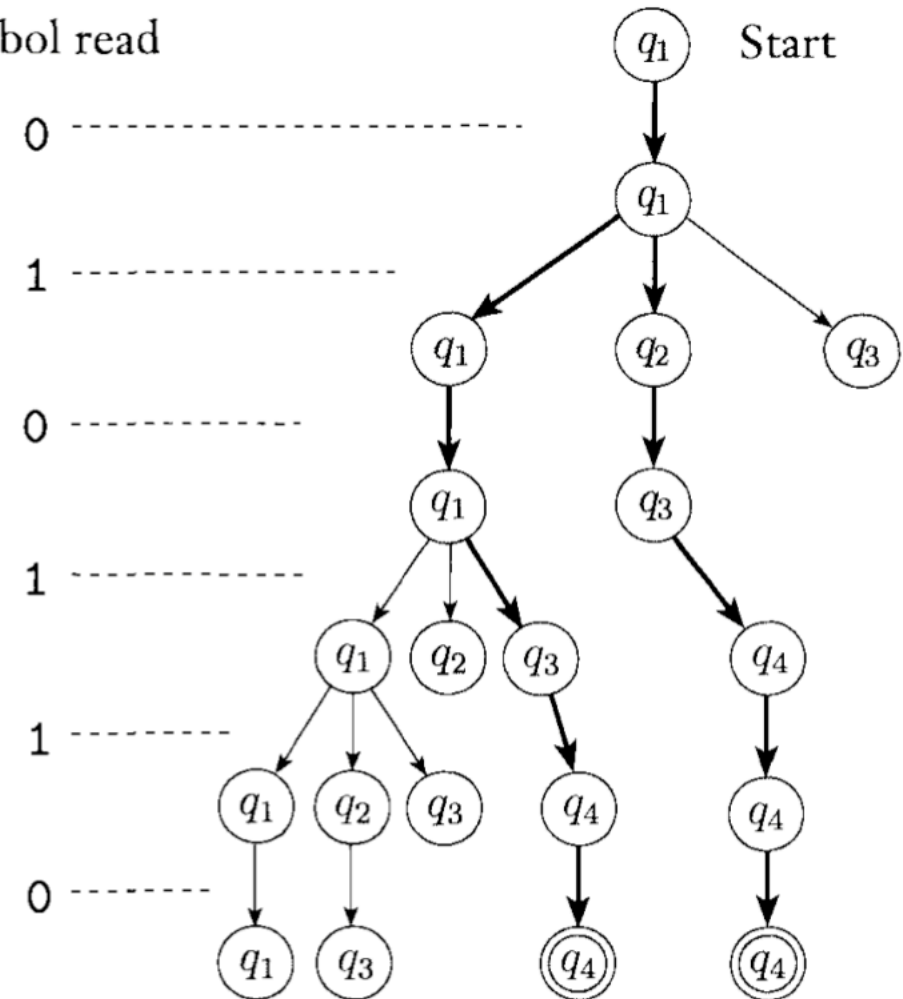 bol read q₁ Start
0
q₁
1
q₁ q₂ q₃
0
q₁ q₃
1
q₁ q₂ q₃ q₄
1
q₁ q₂ q₃ q₄ q₄
0
q₁ q₃ q₄ q₄